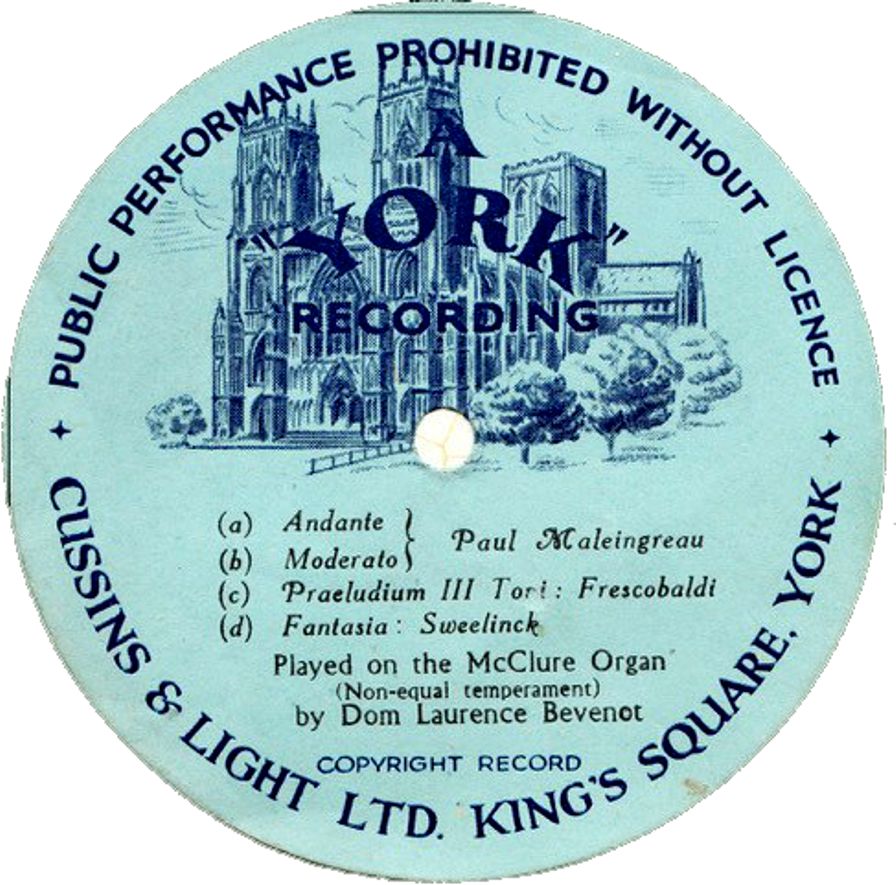 PUBLIC PERFORMANCE PROHIBITED WITHOUT LICENCE
A
"YORK"
RECORDING
(a) Andante } Paul Maleingreau
(b) Moderato }
(c) Praeludium III Tori: Frescobaldi
(d) Fantasia: Sweelinck
Played on the McClure Organ
(Non-equal temperament)
by Dom Laurence Bevenot
COPYRIGHT RECORD
CUSSINS & LIGHT LTD. KING'S SQUARE, YORK